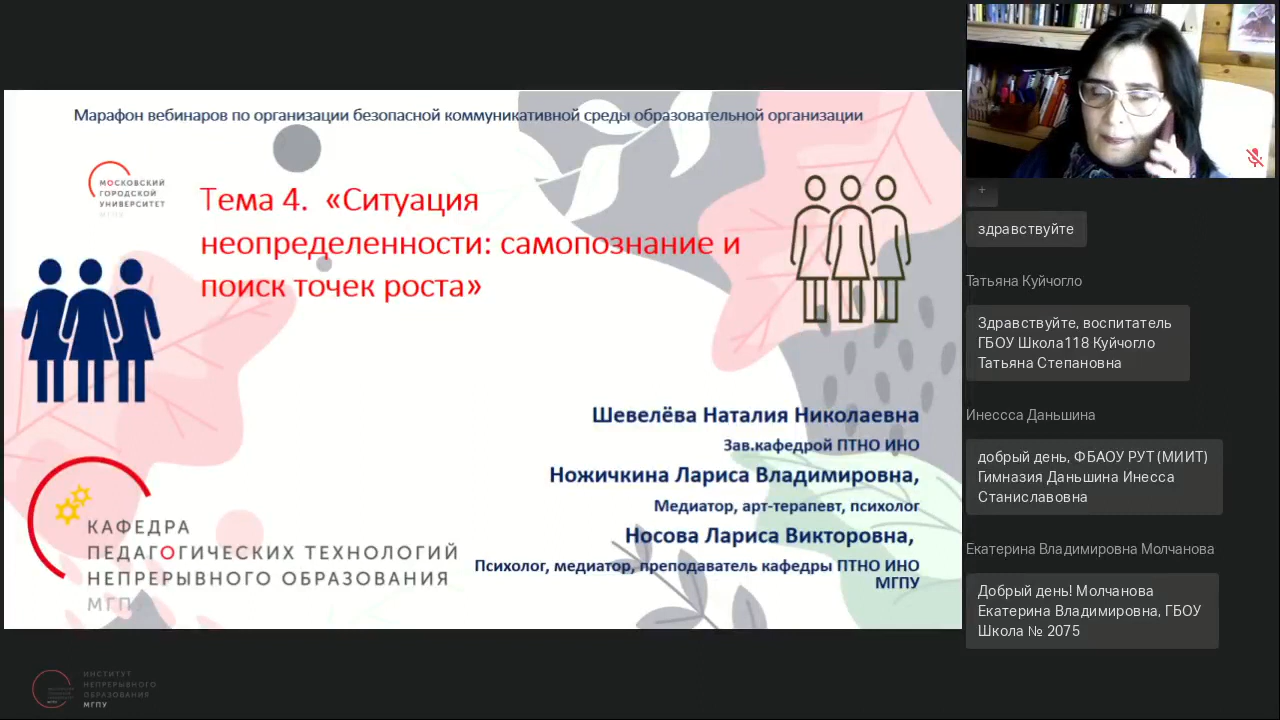 Марафон вебинаров по организации безопасной коммуникативной среды образовательной организации
МОСКОВСКИЙ
ГОРОДСКОЙ
УНИВЕРСИТЕТ
МГПУ
Тема 4. «Ситуация
неопределенности: самопознание и
поиск точек роста»
Шевелёва Наталия Николаевна
Зав.кафедрой ПТНО ИНО
Ножичкина Лариса Владимировна,
Медиатор, арт-терапевт, психолог
Носова Лариса Викторовна,
Психолог, медиатор, преподаватель кафедры ПТНО ИНО
МГПУ
КАФЕДРА
ПЕДАГОГИЧЕСКИХ ТЕХНОЛОГИЙ
НЕПРЕРЫВНОГО ОБРАЗОВАНИЯ
МГПУ
ИНСТИТУТ
НЕПРЕРЫВНОГО
ОБРАЗОВАНИЯ
МГПУ
+
здравствуйте
Татьяна Куйчогло
Здравствуйте, воспитатель
ГБОУ Школа118 Куйчогло
Татьяна Степановна
Инессса Даньшина
добрый день, ФБАОУ РУТ (МИИТ)
Гимназия Даньшина Инесса
Станиславовна
Екатерина Владимировна Молчанова
Добрый день! Молчанова
Екатерина Владимировна, ГБОУ
Школа № 2075